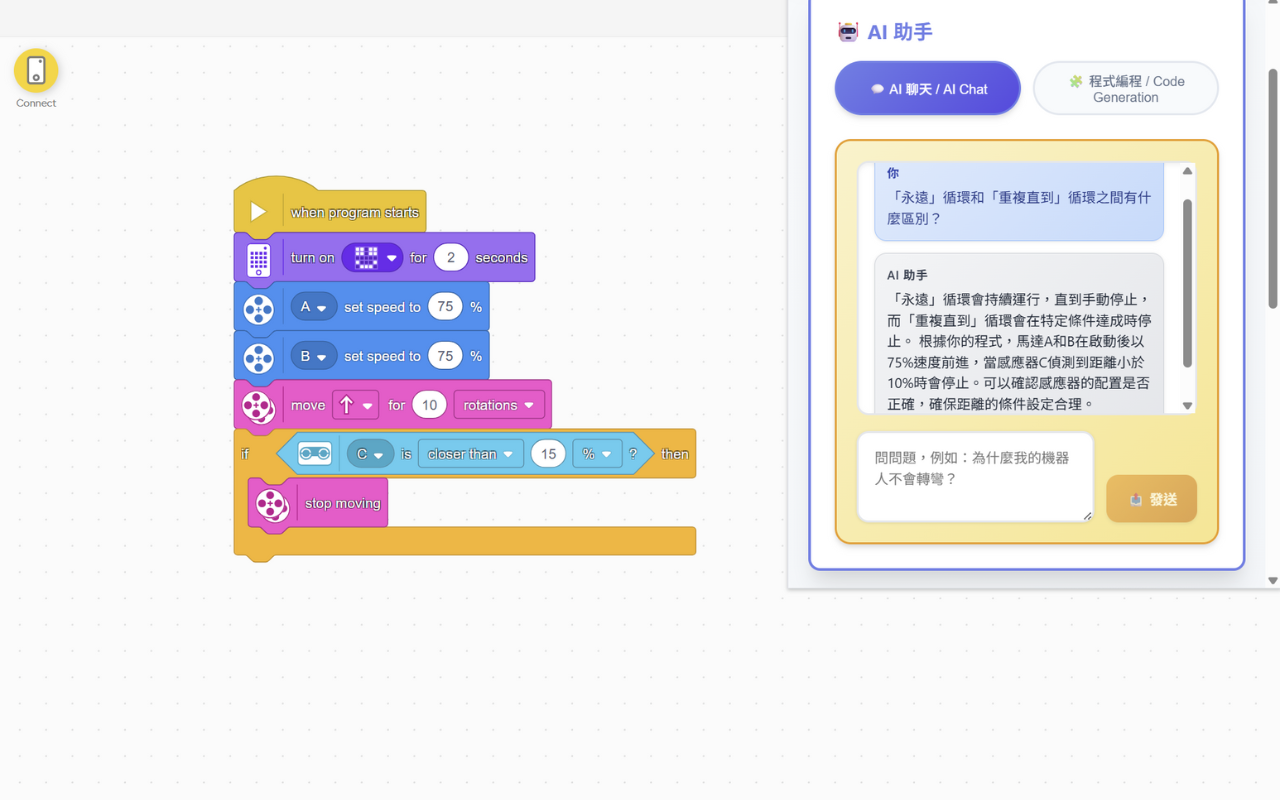 Connect
when program starts
turn on for 2 seconds
A set speed to 75 %
B set speed to 75 %
move for 10 rotations
if C is closer than 15 % ? then
stop moving
AI 助手
AI 聊天 / AI Chat
程式編程 / Code
Generation
你
「永遠」循環和「重複直到」循環之間有什
麼區別？
AI 助手
「永遠」循環會持續運行，直到手動停止，
而「重複直到」循環會在特定條件達成時停
止。 根據你的程式，馬達A和B在啟動後以
75%速度前進，當感應器C偵測到距離小於
10%時會停止。可以確認感應器的配置是否
正確，確保距離的條件設定合理。
問問題，例如：為什麼我的機器
人不會轉彎？
發送